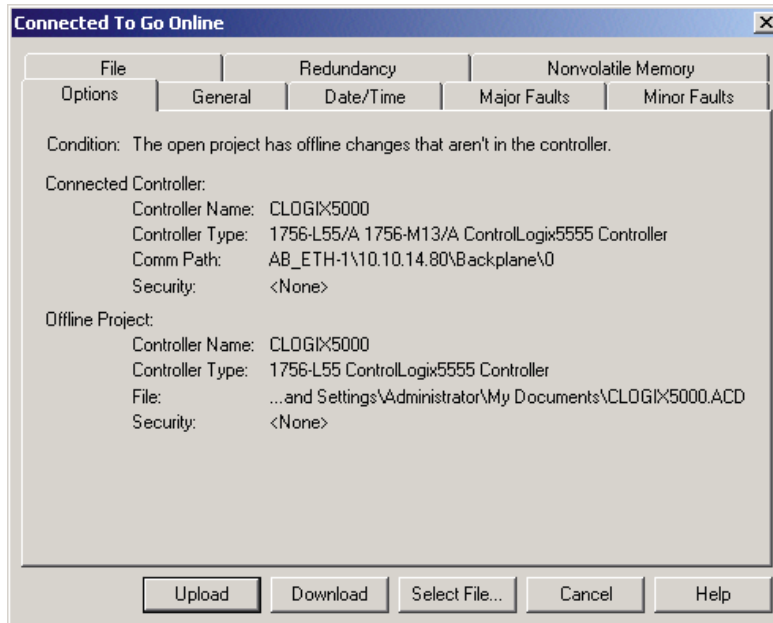 Connected To Go Online
File Redundancy Nonvolatile Memory
Options General Date/Time Major Faults Minor Faults
Condition: The open project has offline changes that aren't in the controller.
Connected Controller:
Controller Name: CLOGIX5000
Controller Type: 1756-L55/A 1756-M13/A ControlLogix5555 Controller
Comm Path: AB_ETH-1\10.10.14.80\Backplane\0
Security: <None>
Offline Project:
Controller Name: CLOGIX5000
Controller Type: 1756-L55 ControlLogix5555 Controller
File: ...and Settings\Administrator\My Documents\CLOGIX5000.ACD
Security: <None>
Upload Download Select File... Cancel Help